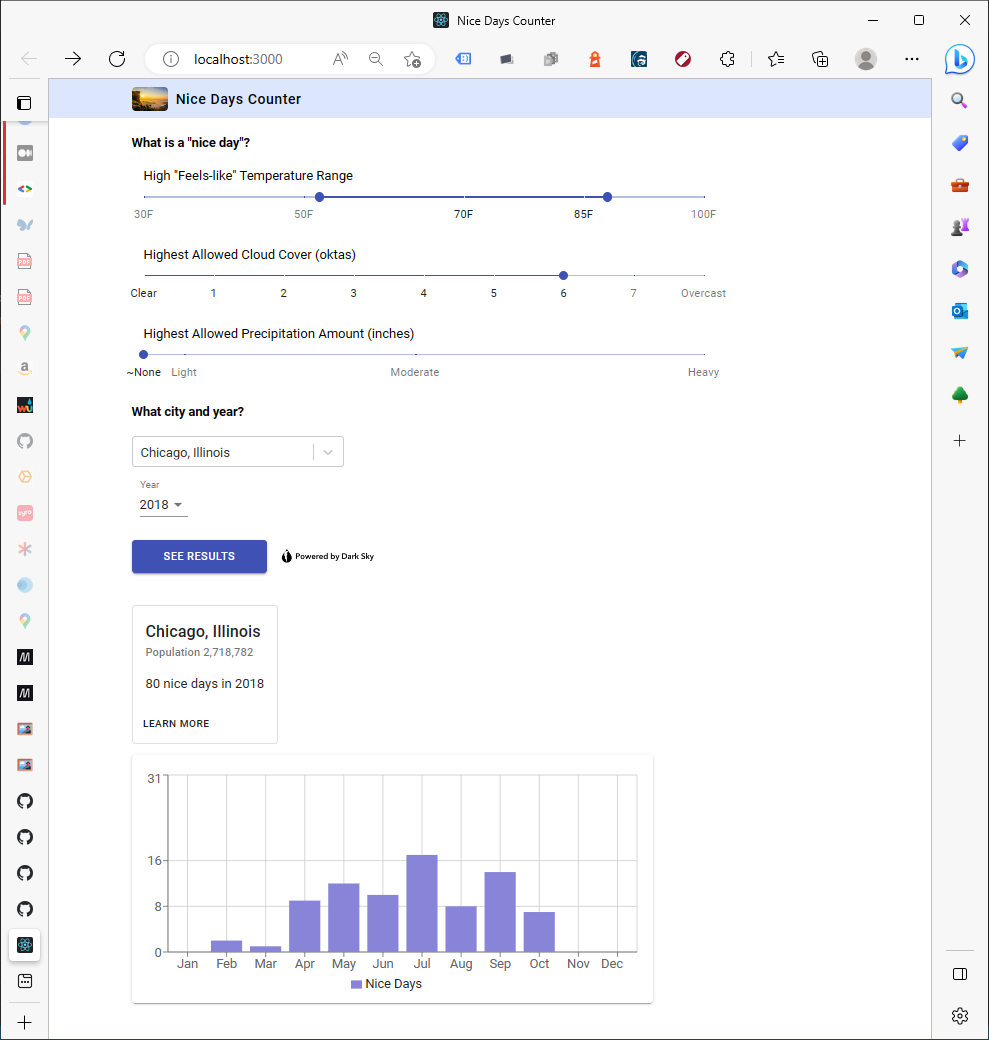 Nice Days Counter
localhost:3000
Nice Days Counter
What is a "nice day"?
High "Feels-like" Temperature Range
30F 50F 70F 85F 100F
Highest Allowed Cloud Cover (oktas)
Clear 1 2 3 4 5 6 7 Overcast
Highest Allowed Precipitation Amount (inches)
~None Light Moderate Heavy
What city and year?
Chicago, Illinois
Year
2018
SEE RESULTS Powered by Dark Sky
Chicago, Illinois
Population 2,718,782
80 nice days in 2018
LEARN MORE
31
16
8
0
Jan Feb Mar Apr May Jun Jul Aug Sep Oct Nov Dec
Nice Days